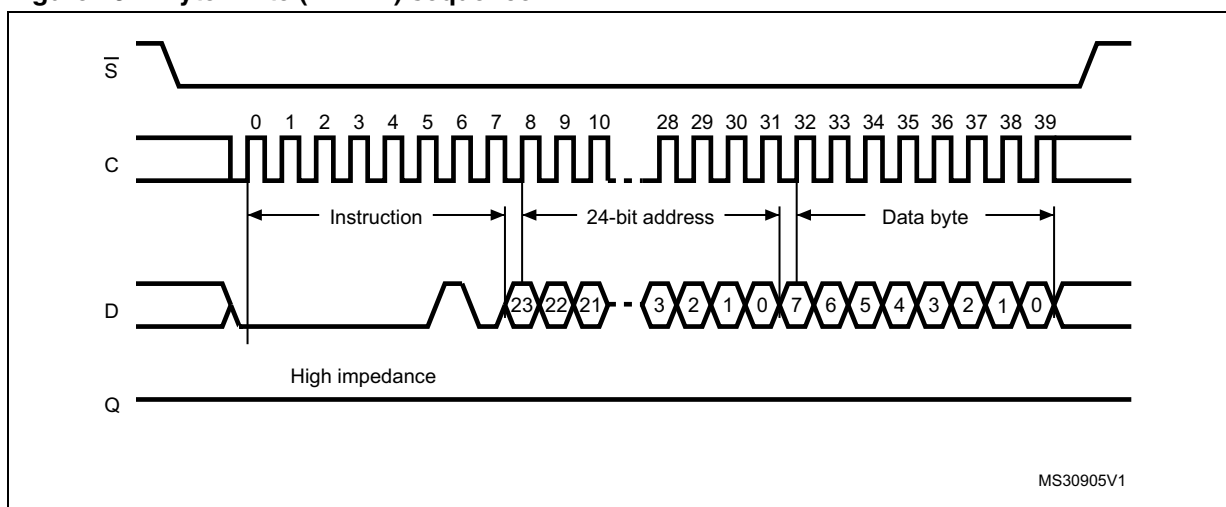 S
0 1 2 3 4 5 6 7 8 9 10 28 29 30 31 32 33 34 35 36 37 38 39
C
Instruction 24-bit address Data byte
D 23 22 21 3 2 1 0 7 6 5 4 3 2 1 0
High impedance
Q
MS30905V1